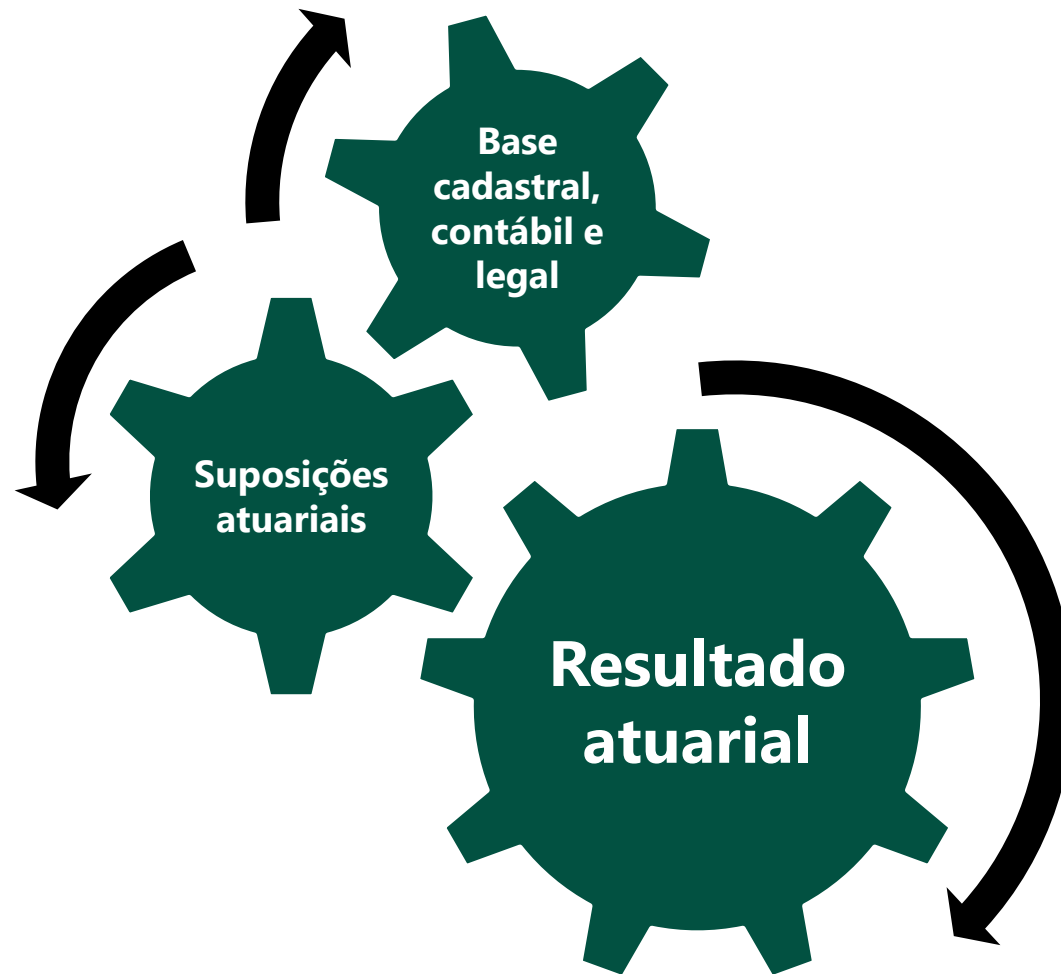 Base
cadastral,
contábil e
legal
Suposições
atuariais
Resultado
atuarial